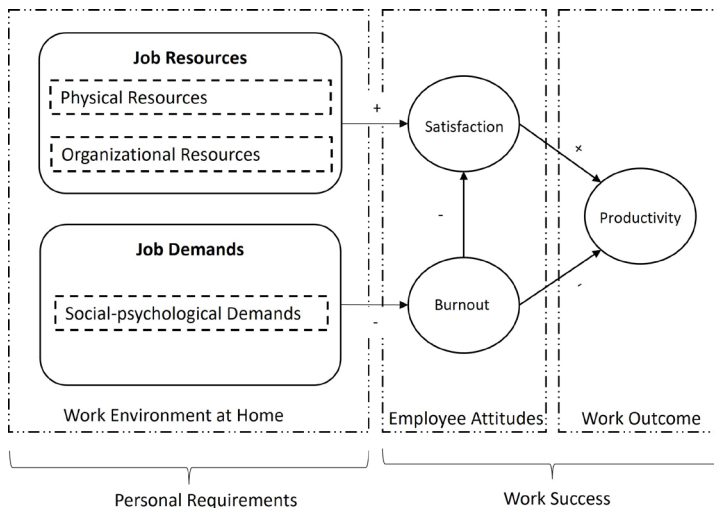 Job Resources
Physical Resources
Organizational Resources
+
Satisfaction
+
Productivity
-
Job Demands
Social-psychological Demands
-
Burnout
-
Work Environment at Home
Employee Attitudes
Work Outcome
Personal Requirements
Work Success